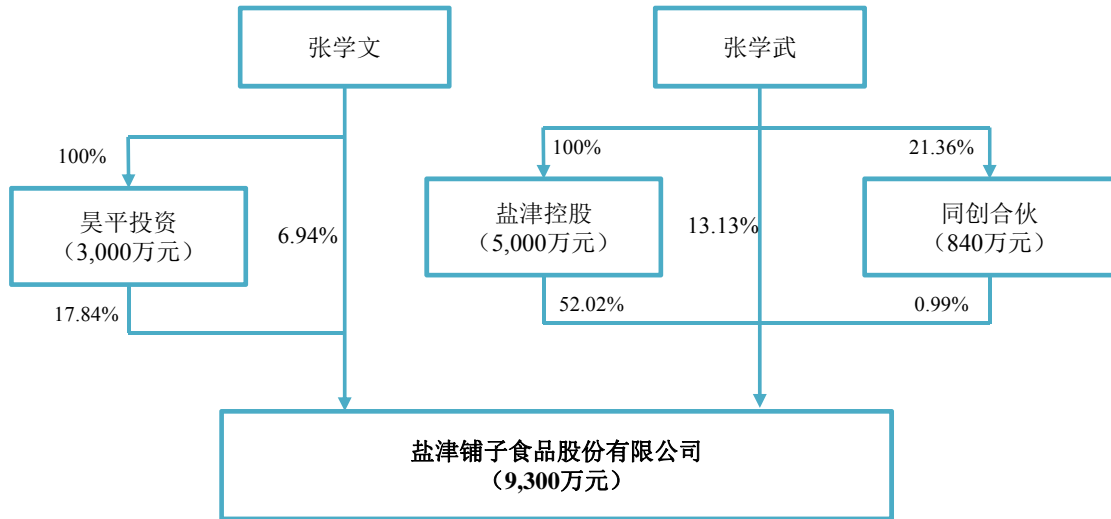 张学文
张学武
100%
100%
21.36%
昊平投资
（3,000万元）
6.94%
盐津控股
（5,000万元）
13.13%
同创合伙
（840万元）
17.84%
52.02%
0.99%
盐津铺子食品股份有限公司
（9,300万元）